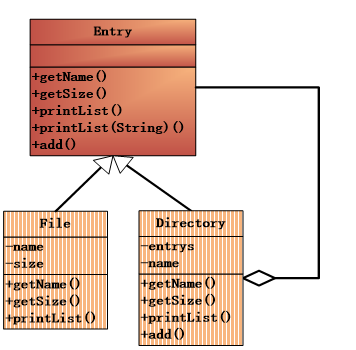 Entry
+getName()
+getSize()
+printList()
+printList(String)()
+add()
File
-name
-size
+getName()
+getSize()
+printList()
Directory
-entrys
-name
+getName()
+getSize()
+printList()
+add()